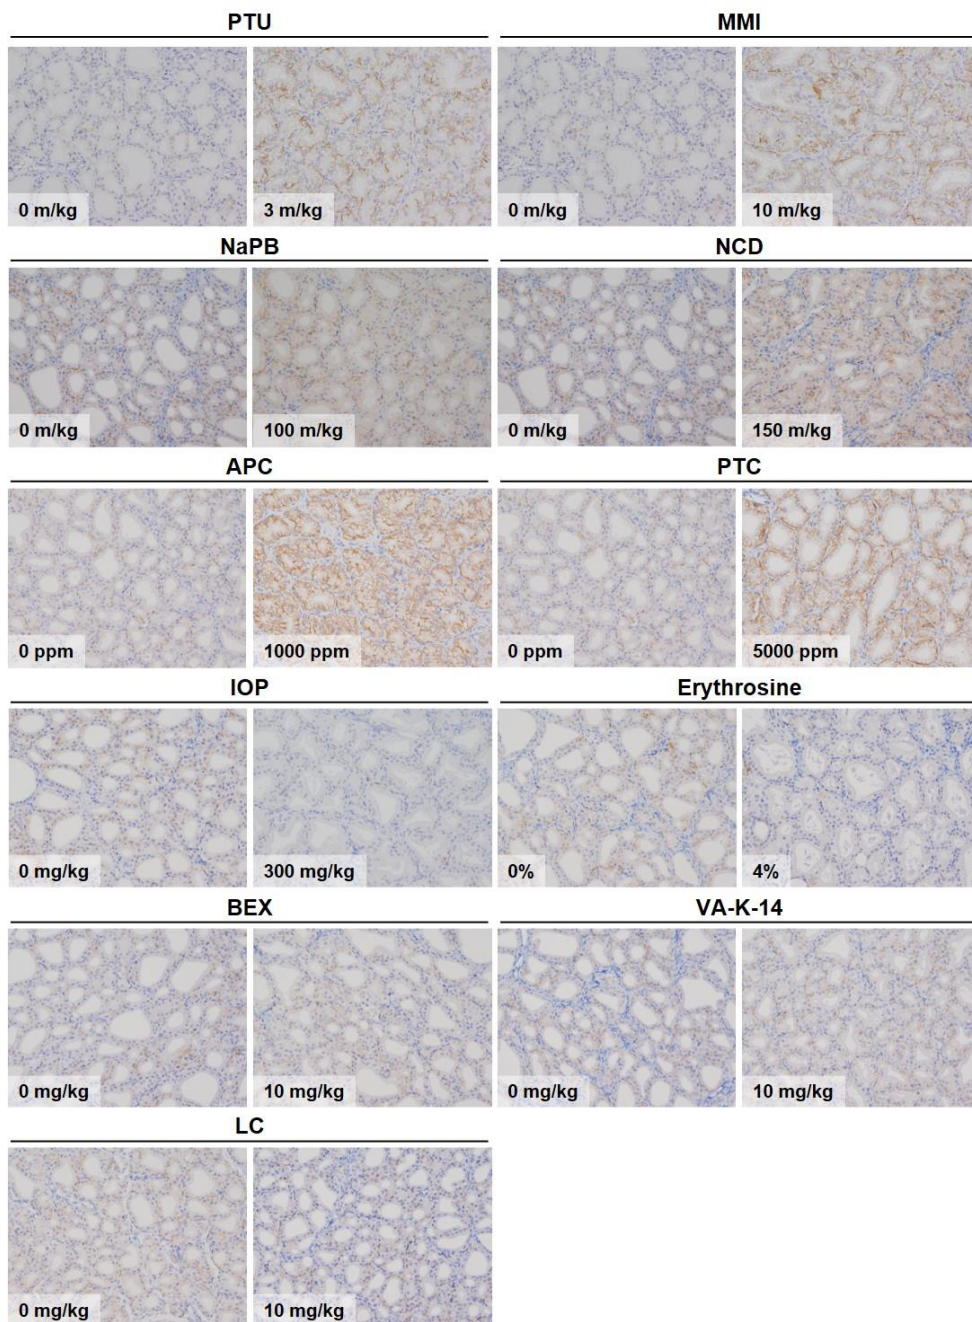 PTU MMI
0 m/kg 3 m/kg 0 m/kg 10 m/kg
NaPB NCD
0 m/kg 100 m/kg 0 m/kg 150 m/kg
APC PTC
0 ppm 1000 ppm 0 ppm 5000 ppm
IOP Erythrosine
0 mg/kg 300 mg/kg 0% 4%
BEX VA-K-14
0 mg/kg 10 mg/kg 0 mg/kg 10 mg/kg
LC
0 mg/kg 10 mg/kg